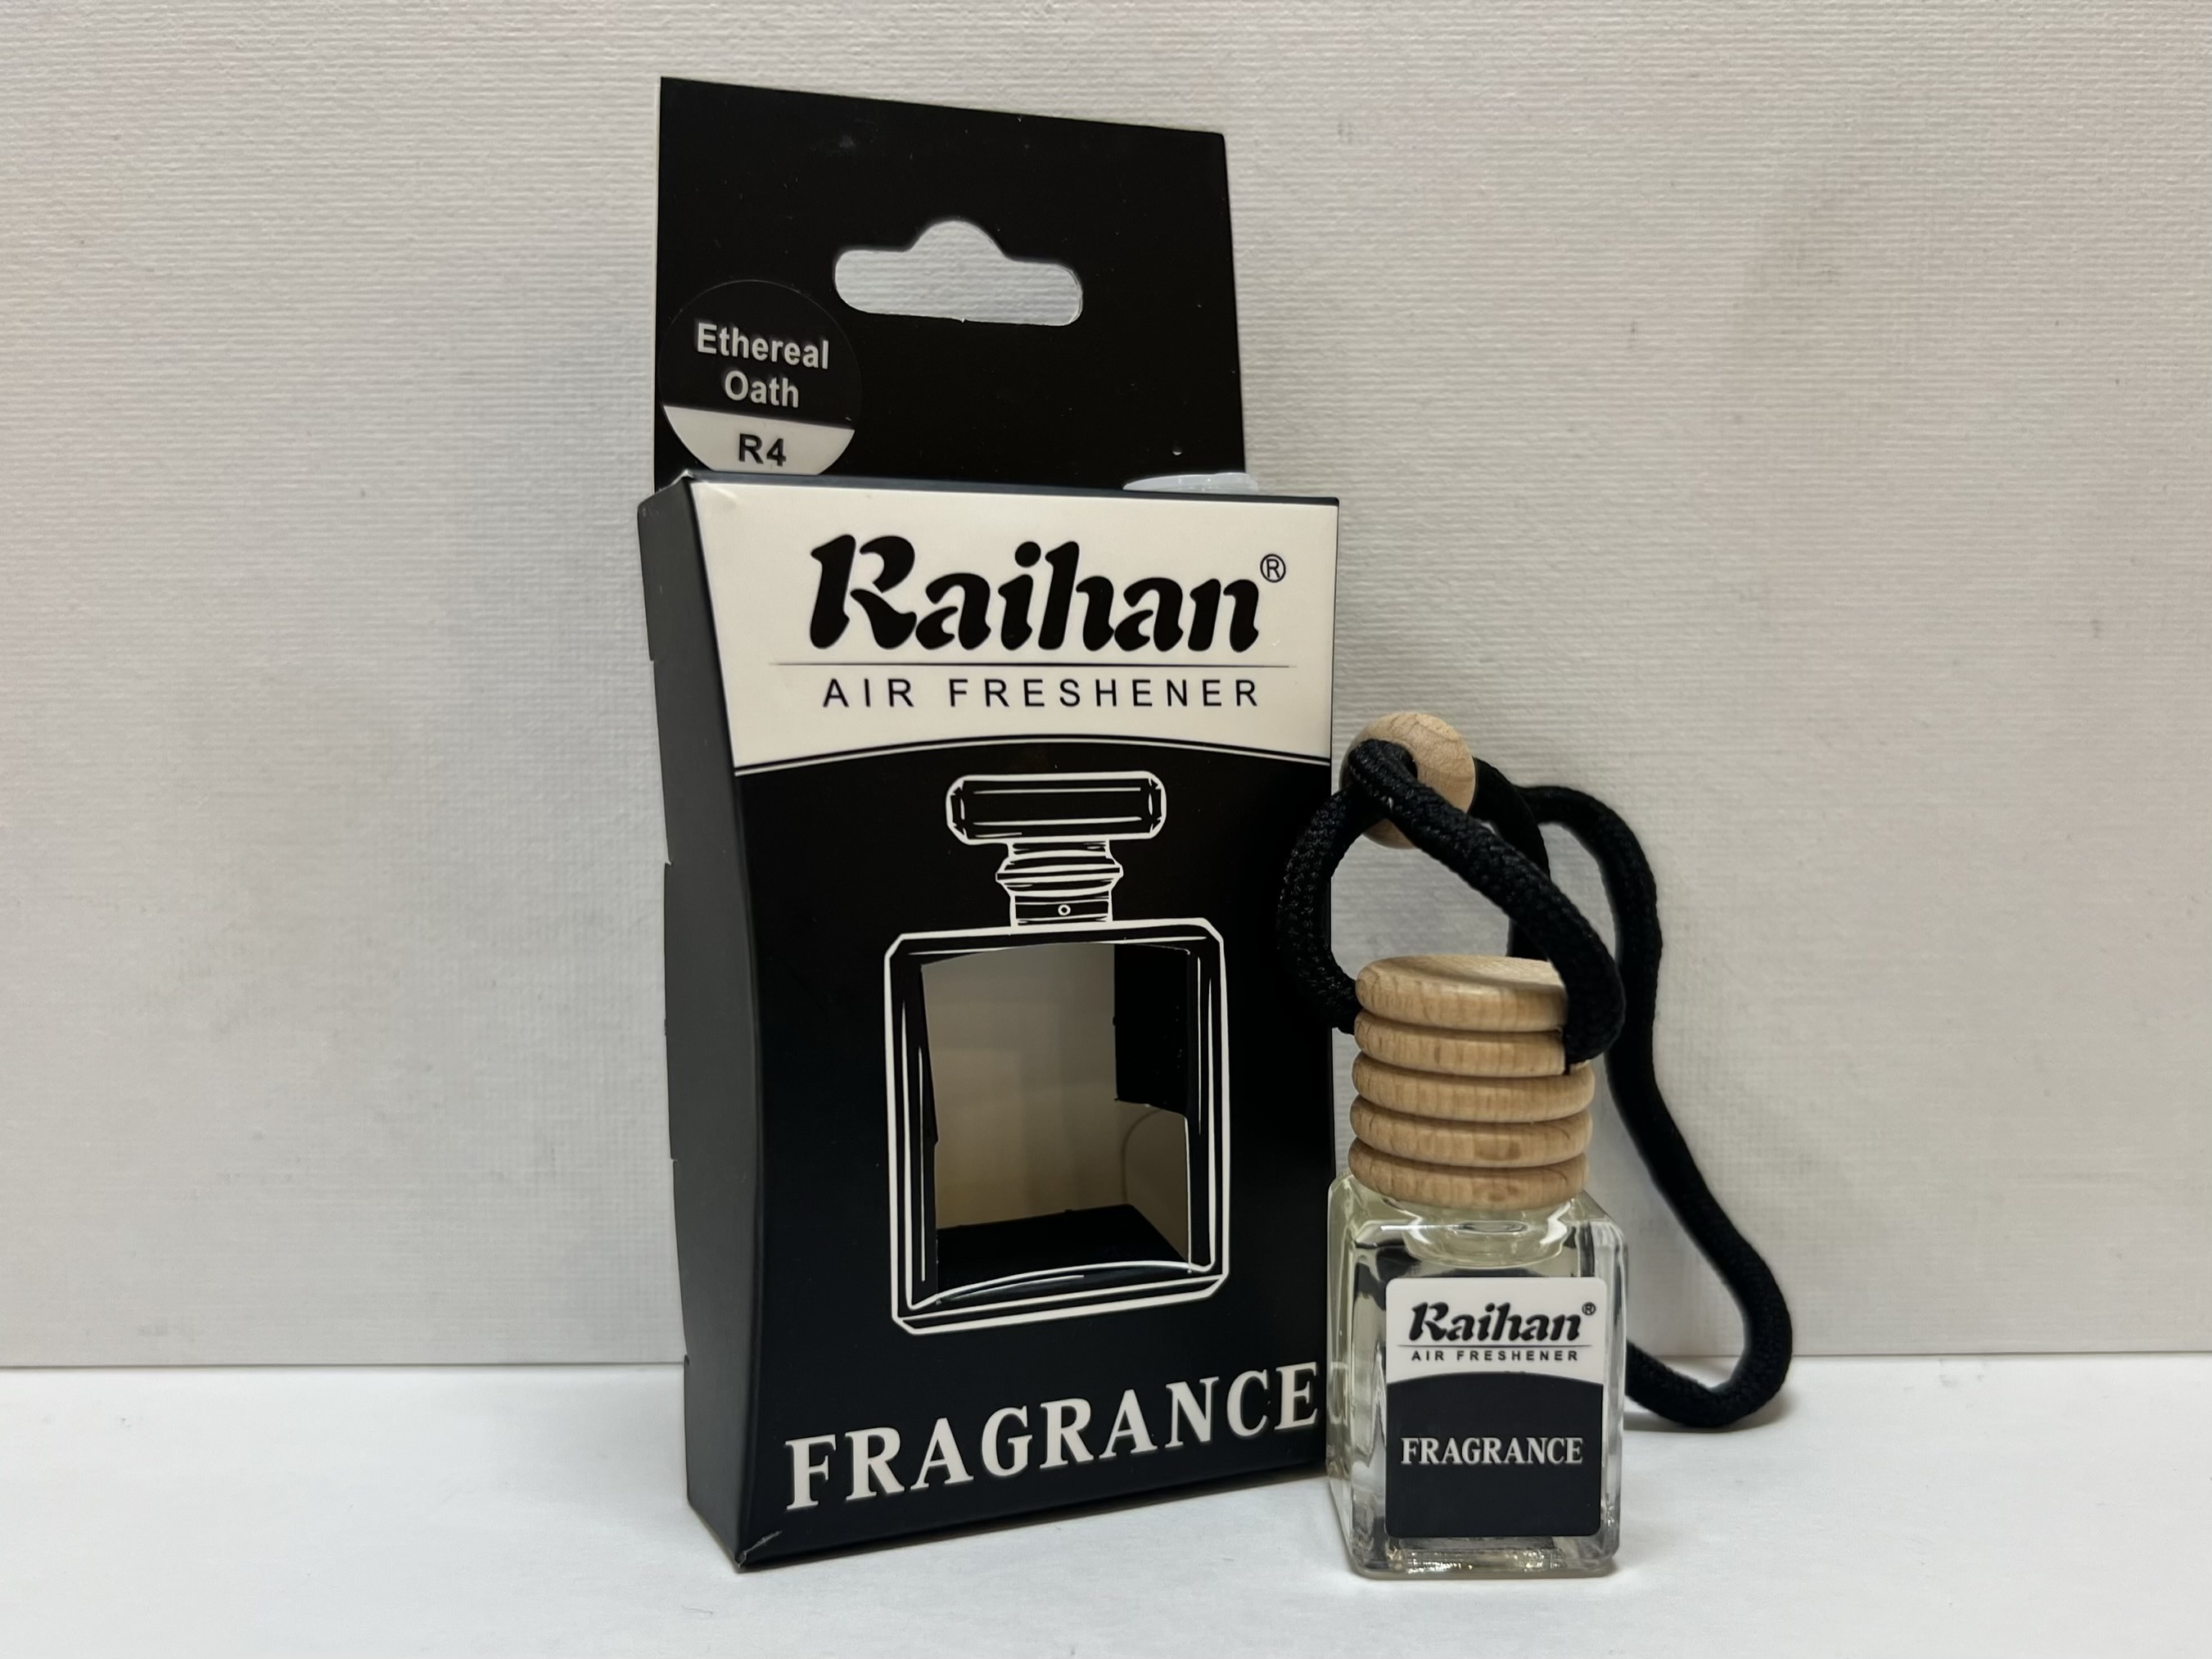 Ethereal
Oath
R4
Raihan®
AIR FRESHENER
FRAGRANCE
Raihan®
AIR FRESHENER
FRAGRANCE